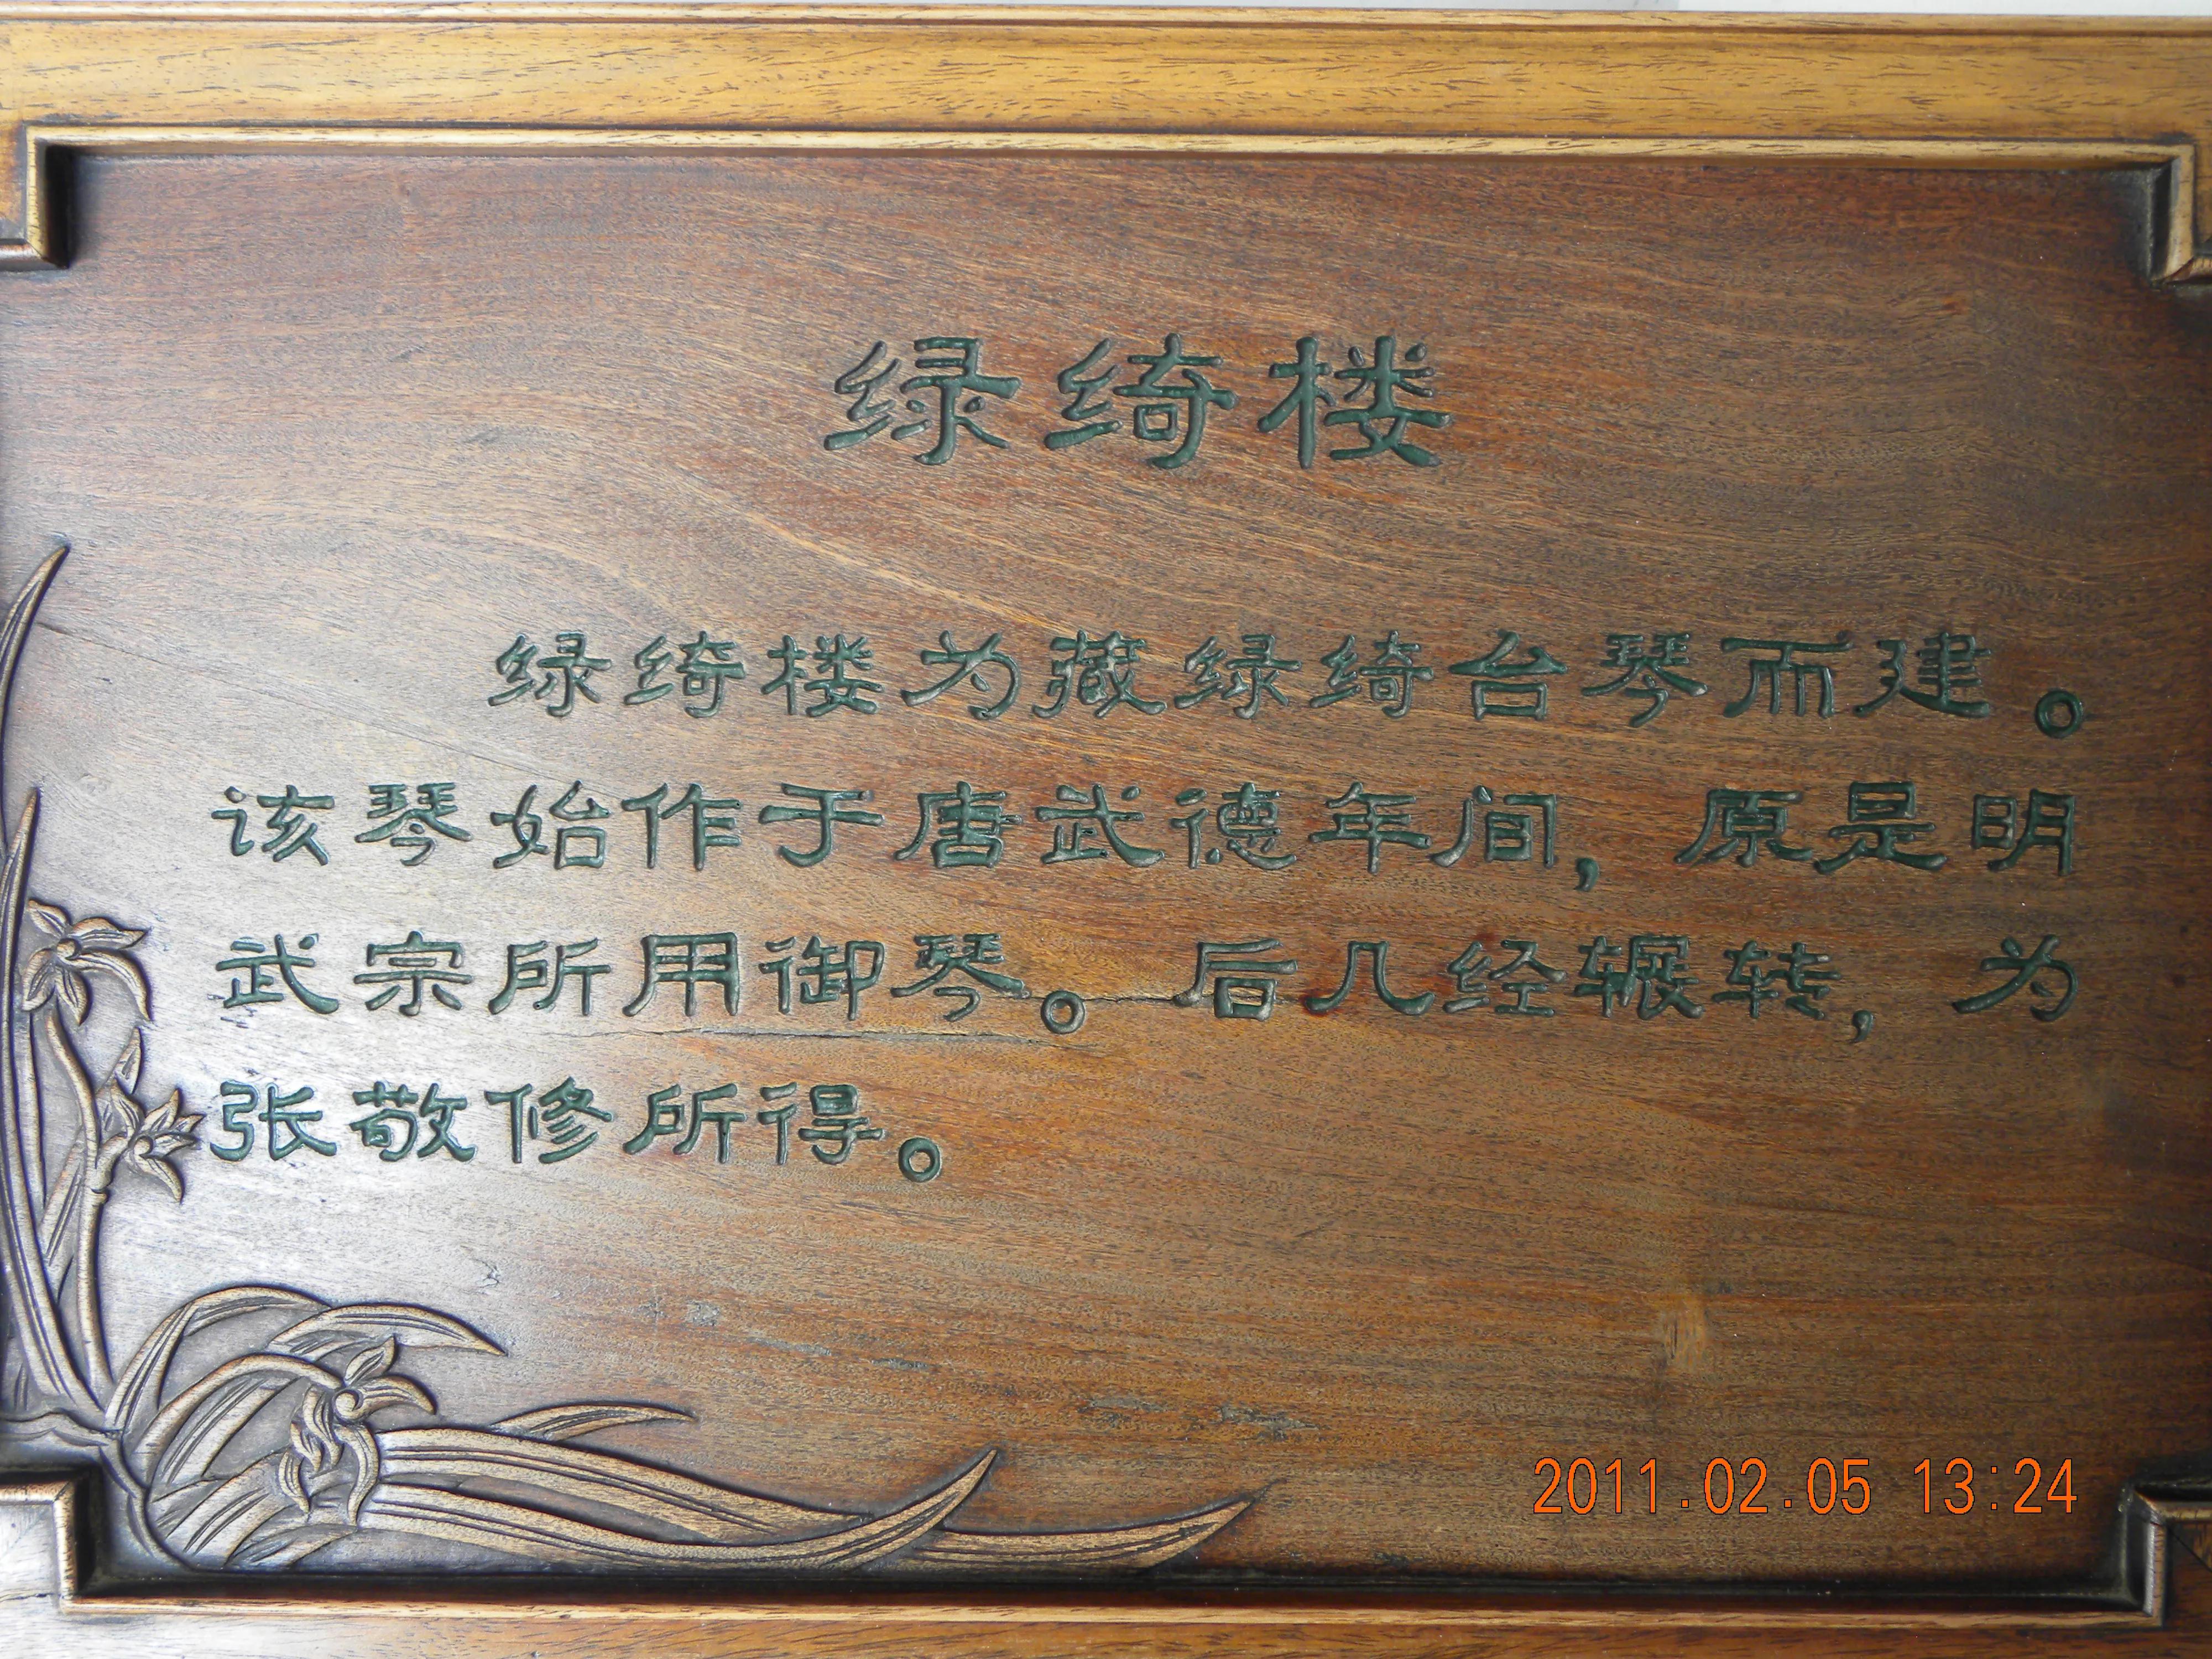 绿绮楼
绿绮楼为藏绿绮台琴而建。
该琴始作于唐武德年间，原是明
武宗所用御琴。后几经辗转，为
张敬修所得。
2011.02.05 13:24